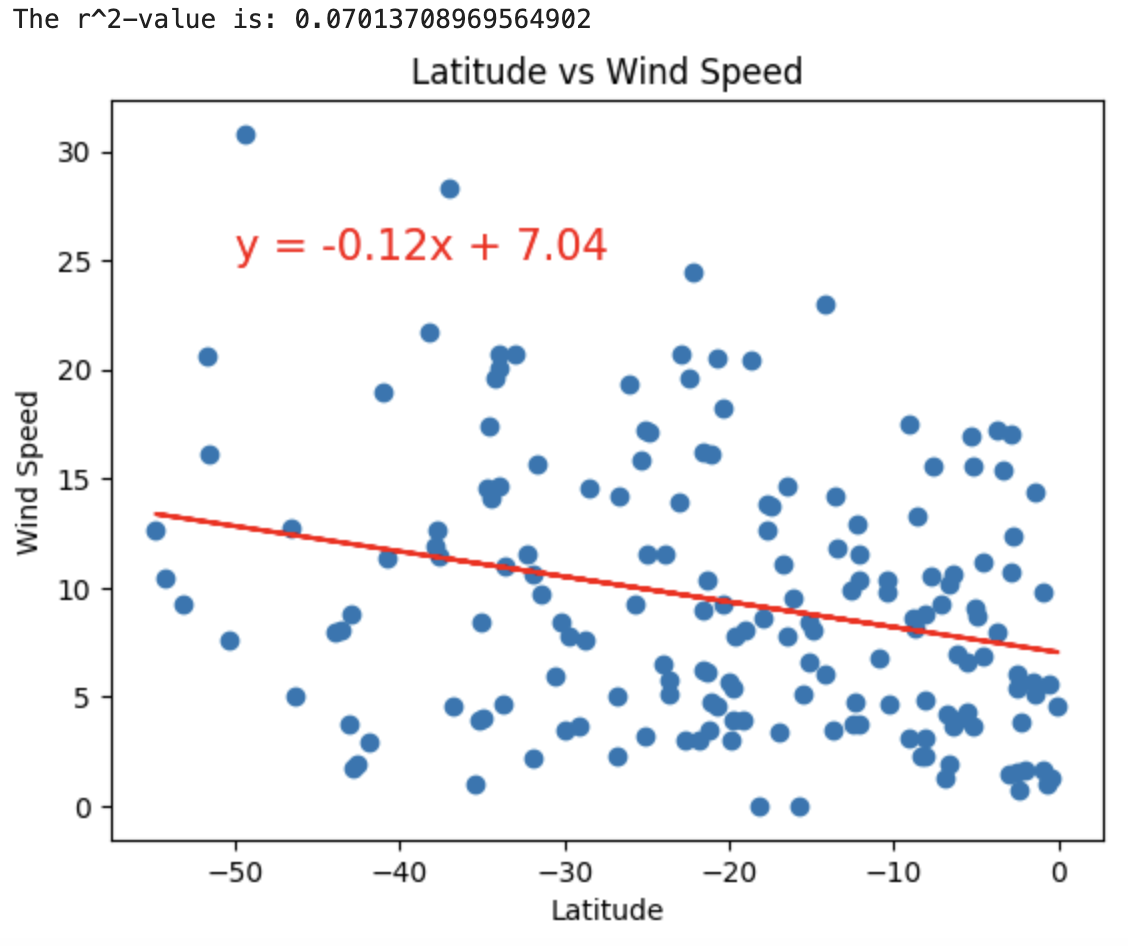 The r^2-value is: 0.07013708969564902
Latitude vs Wind Speed
30
25
20
15
10
5
0
Wind Speed
y = -0.12x + 7.04
−50
−40
−30
−20
−10
0
Latitude